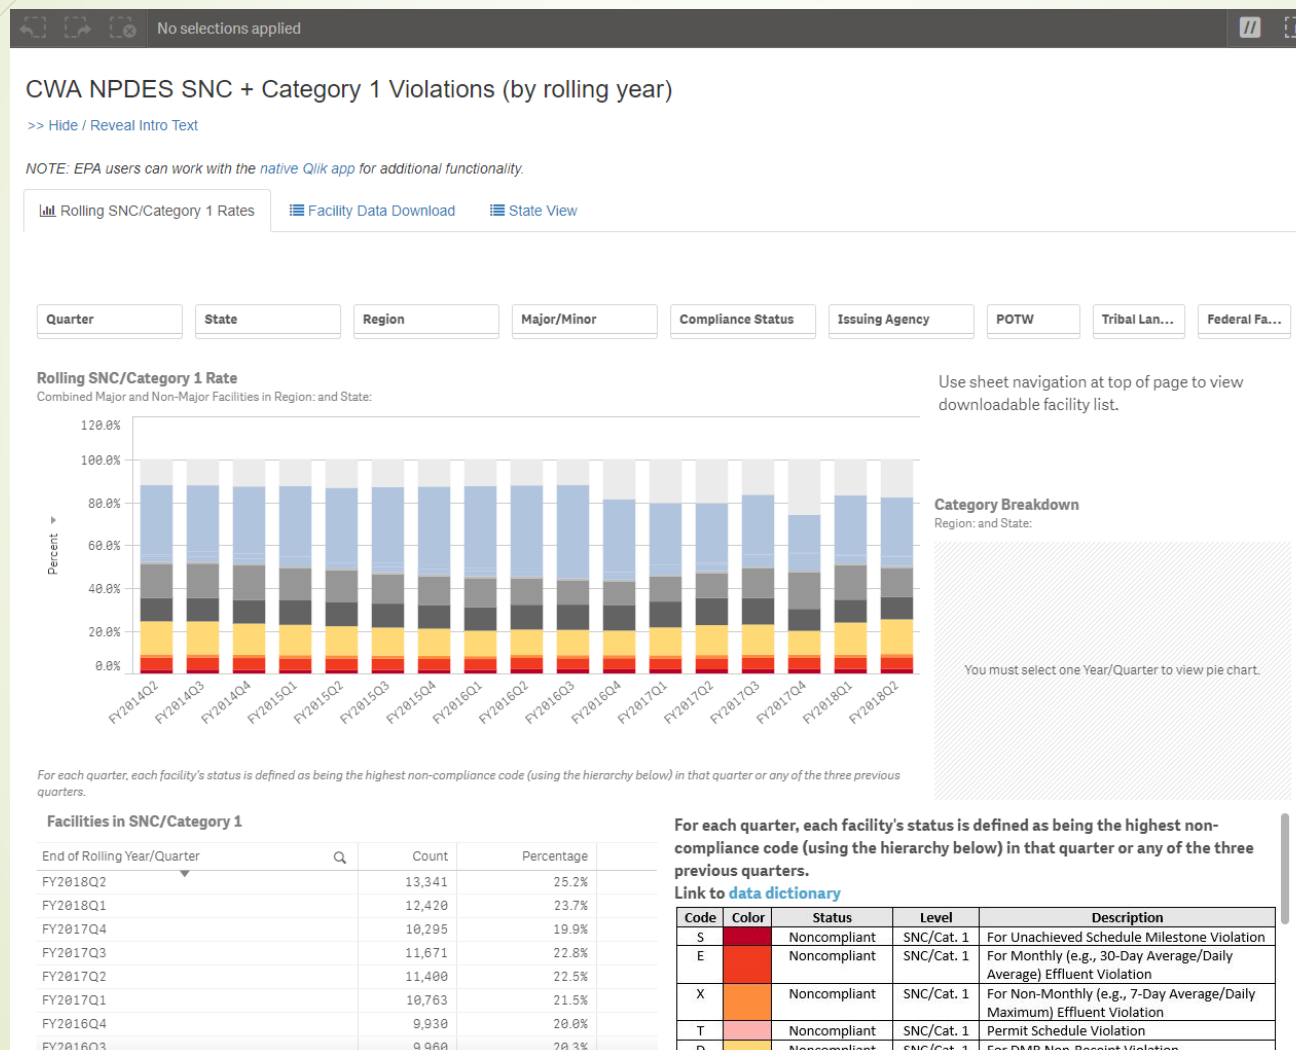 No selections applied
CWA NPDES SNC + Category 1 Violations (by rolling year)
>> Hide / Reveal Intro Text
NOTE: EPA users can work with the native Qlik app for additional functionality.
Rolling SNC/Category 1 Rates Facility Data Download State View
Quarter State Region Major/Minor Compliance Status Issuing Agency POTW Tribal Lan... Federal Fa...
Rolling SNC/Category 1 Rate
Combined Major and Non-Major Facilities in Region: and State:
Use sheet navigation at top of page to view
downloadable facility list.
120.0%
100.0%
80.0%
60.0%
40.0%
20.0%
0.0%
Percent
FY2014Q2 FY2014Q3 FY2014Q4 FY2015Q1 FY2015Q2 FY2015Q3 FY2015Q4 FY2016Q1 FY2016Q2 FY2016Q3 FY2016Q4 FY2017Q1 FY2017Q2 FY2017Q3 FY2017Q4 FY2018Q1 FY2018Q2
Category Breakdown
Region: and State:
You must select one Year/Quarter to view pie chart.
For each quarter, each facility's status is defined as being the highest non-compliance code (using the hierarchy below) in that quarter or any of the three previous
quarters.
Facilities in SNC/Category 1
End of Rolling Year/Quarter Count Percentage
FY2018Q2 13,341 25.2%
FY2018Q1 12,420 23.7%
FY2017Q4 10,295 19.9%
FY2017Q3 11,671 22.8%
FY2017Q2 11,400 22.5%
FY2017Q1 10,763 21.5%
FY2016Q4 9,930 20.0%
FY2016Q3 9,960 20.3%
For each quarter, each facility's status is defined as being the highest non-
compliance code (using the hierarchy below) in that quarter or any of the three
previous quarters.
Link to data dictionary
Code Color Status Level Description
S Noncompliant SNC/Cat. 1 For Unachieved Schedule Milestone Violation
E Noncompliant SNC/Cat. 1 For Monthly (e.g., 30-Day Average/Daily
Average) Effluent Violation
X Noncompliant SNC/Cat. 1 For Non-Monthly (e.g., 7-Day Average/Daily
Maximum) Effluent Violation
T Noncompliant SNC/Cat. 1 Permit Schedule Violation
D Noncompliant SNC/Cat. 1 For DMR Non-Receipt Violation